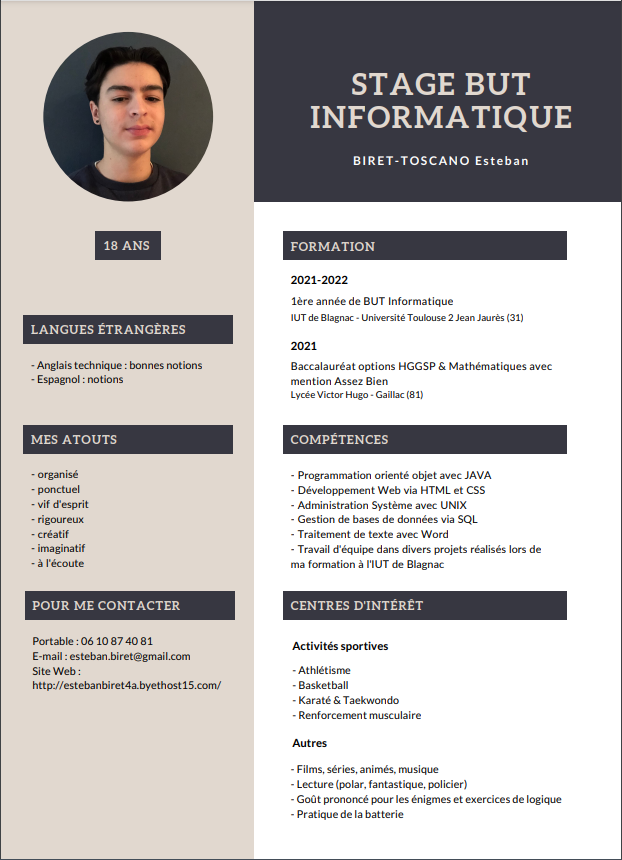 STAGE BUT
INFORMATIQUE
BIRET-TOSCANO Esteban
18 ANS
LANGUES ÉTRANGÈRES
- Anglais technique : bonnes notions
- Espagnol : notions
MES ATOUTS
- organisé
- ponctuel
- vif d'esprit
- rigoureux
- créatif
- imaginatif
- à l'écoute
POUR ME CONTACTER
Portable : 06 10 87 40 81
E-mail : esteban.biret@gmail.com
Site Web :
http://estebanbiret4a.byethost15.com/
FORMATION
2021-2022
1ère année de BUT Informatique
IUT de Blagnac - Université Toulouse 2 Jean Jaurès (31)
2021
Baccalauréat options HGGSP & Mathématiques avec
mention Assez Bien
Lycée Victor Hugo - Gaillac (81)
COMPÉTENCES
- Programmation orienté objet avec JAVA
- Développement Web via HTML et CSS
- Administration Système avec UNIX
- Gestion de bases de données via SQL
- Traitement de texte avec Word
- Travail d'équipe dans divers projets réalisés lors de
ma formation à l'IUT de Blagnac
CENTRES D'INTÉRÊT
Activités sportives
- Athlétisme
- Basketball
- Karaté & Taekwondo
- Renforcement musculaire
Autres
- Films, séries, animés, musique
- Lecture (polar, fantastique, policier)
- Goût prononcé pour les énigmes et exercices de logique
- Pratique de la batterie